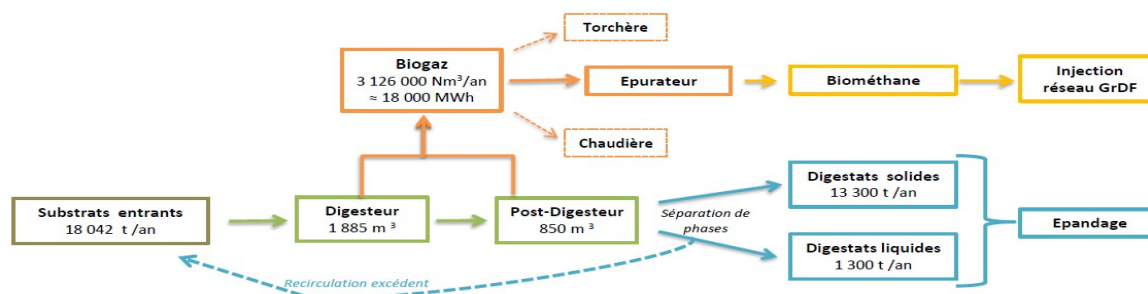 Torchère
Biogaz
3 126 000 Nm³/an
≈ 18 000 MWh
Epurateur
Biométhane
Injection
réseau GrDF
Chaudière
Substrats entrants
18 042 t /an
Digesteur
1 885 m ³
Post-Digesteur
850 m ³
Séparation de
phases
Digestats solides
13 300 t /an
Digestats liquides
1 300 t /an
Epandage
Recirculation excédent